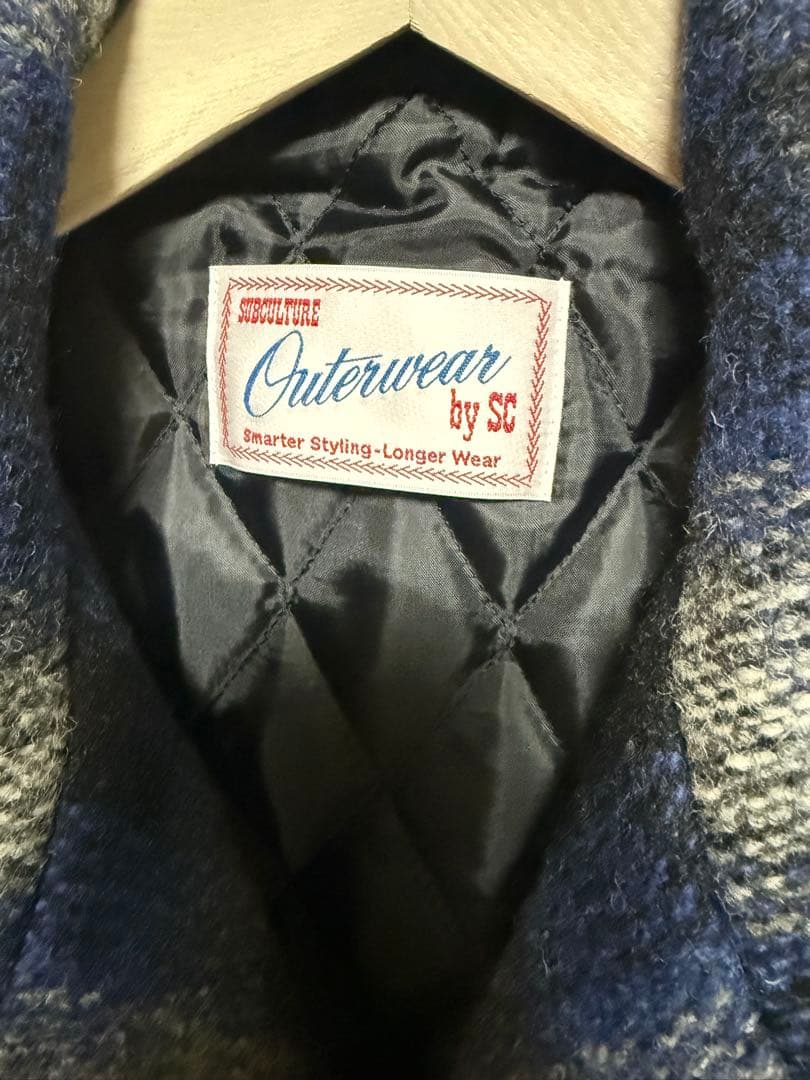 SUBCULTURE
Outerwear
by SC
Smarter Styling-Longer Wear